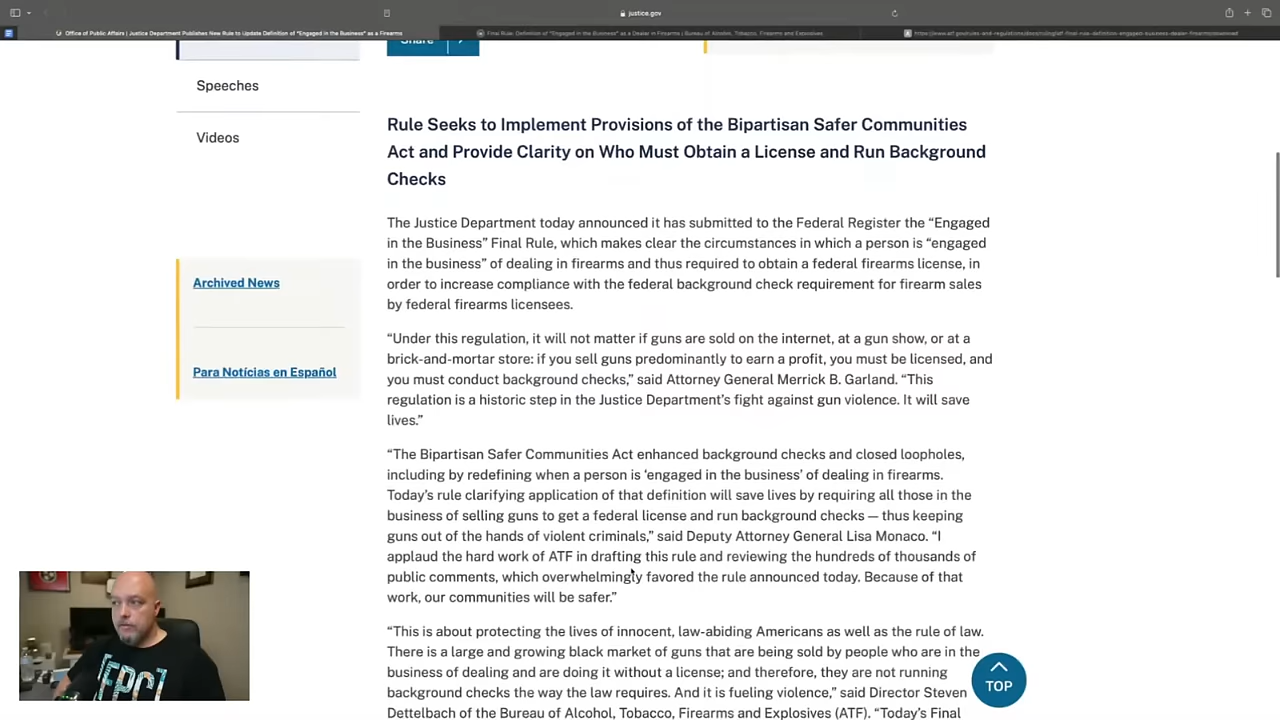 justice.gov
Office of Public Affairs | Justice Department Publishes New Rule to Update Definition of "Engaged in the Business" as a Firearms
Final Rule: Definition of "Engaged in the Business" as a Dealer in Firearms | Bureau of Alcohol, Tobacco, Firearms and Explosives
Share
Speeches
Videos
Archived News
Para Notícias en Español
Rule Seeks to Implement Provisions of the Bipartisan Safer Communities
Act and Provide Clarity on Who Must Obtain a License and Run Background
Checks
The Justice Department today announced it has submitted to the Federal Register the “Engaged
in the Business” Final Rule, which makes clear the circumstances in which a person is “engaged
in the business” of dealing in firearms and thus required to obtain a federal firearms license, in
order to increase compliance with the federal background check requirement for firearm sales
by federal firearms licensees.
“Under this regulation, it will not matter if guns are sold on the internet, at a gun show, or at a
brick-and-mortar store: if you sell guns predominantly to earn a profit, you must be licensed, and
you must conduct background checks,” said Attorney General Merrick B. Garland. “This
regulation is a historic step in the Justice Department’s fight against gun violence. It will save
lives.”
“The Bipartisan Safer Communities Act enhanced background checks and closed loopholes,
including by redefining when a person is ‘engaged in the business’ of dealing in firearms.
Today’s rule clarifying application of that definition will save lives by requiring all those in the
business of selling guns to get a federal license and run background checks — thus keeping
guns out of the hands of violent criminals,” said Deputy Attorney General Lisa Monaco. “I
applaud the hard work of ATF in drafting this rule and reviewing the hundreds of thousands of
public comments, which overwhelmingly favored the rule announced today. Because of that
work, our communities will be safer.”
“This is about protecting the lives of innocent, law-abiding Americans as well as the rule of law.
There is a large and growing black market of guns that are being sold by people who are in the
business of dealing and are doing it without a license; and therefore, they are not running
background checks the way the law requires. And it is fueling violence,” said Director Steven
Dettelbach of the Bureau of Alcohol, Tobacco, Firearms and Explosives (ATF). “Today’s Final
TOP
[FPC]